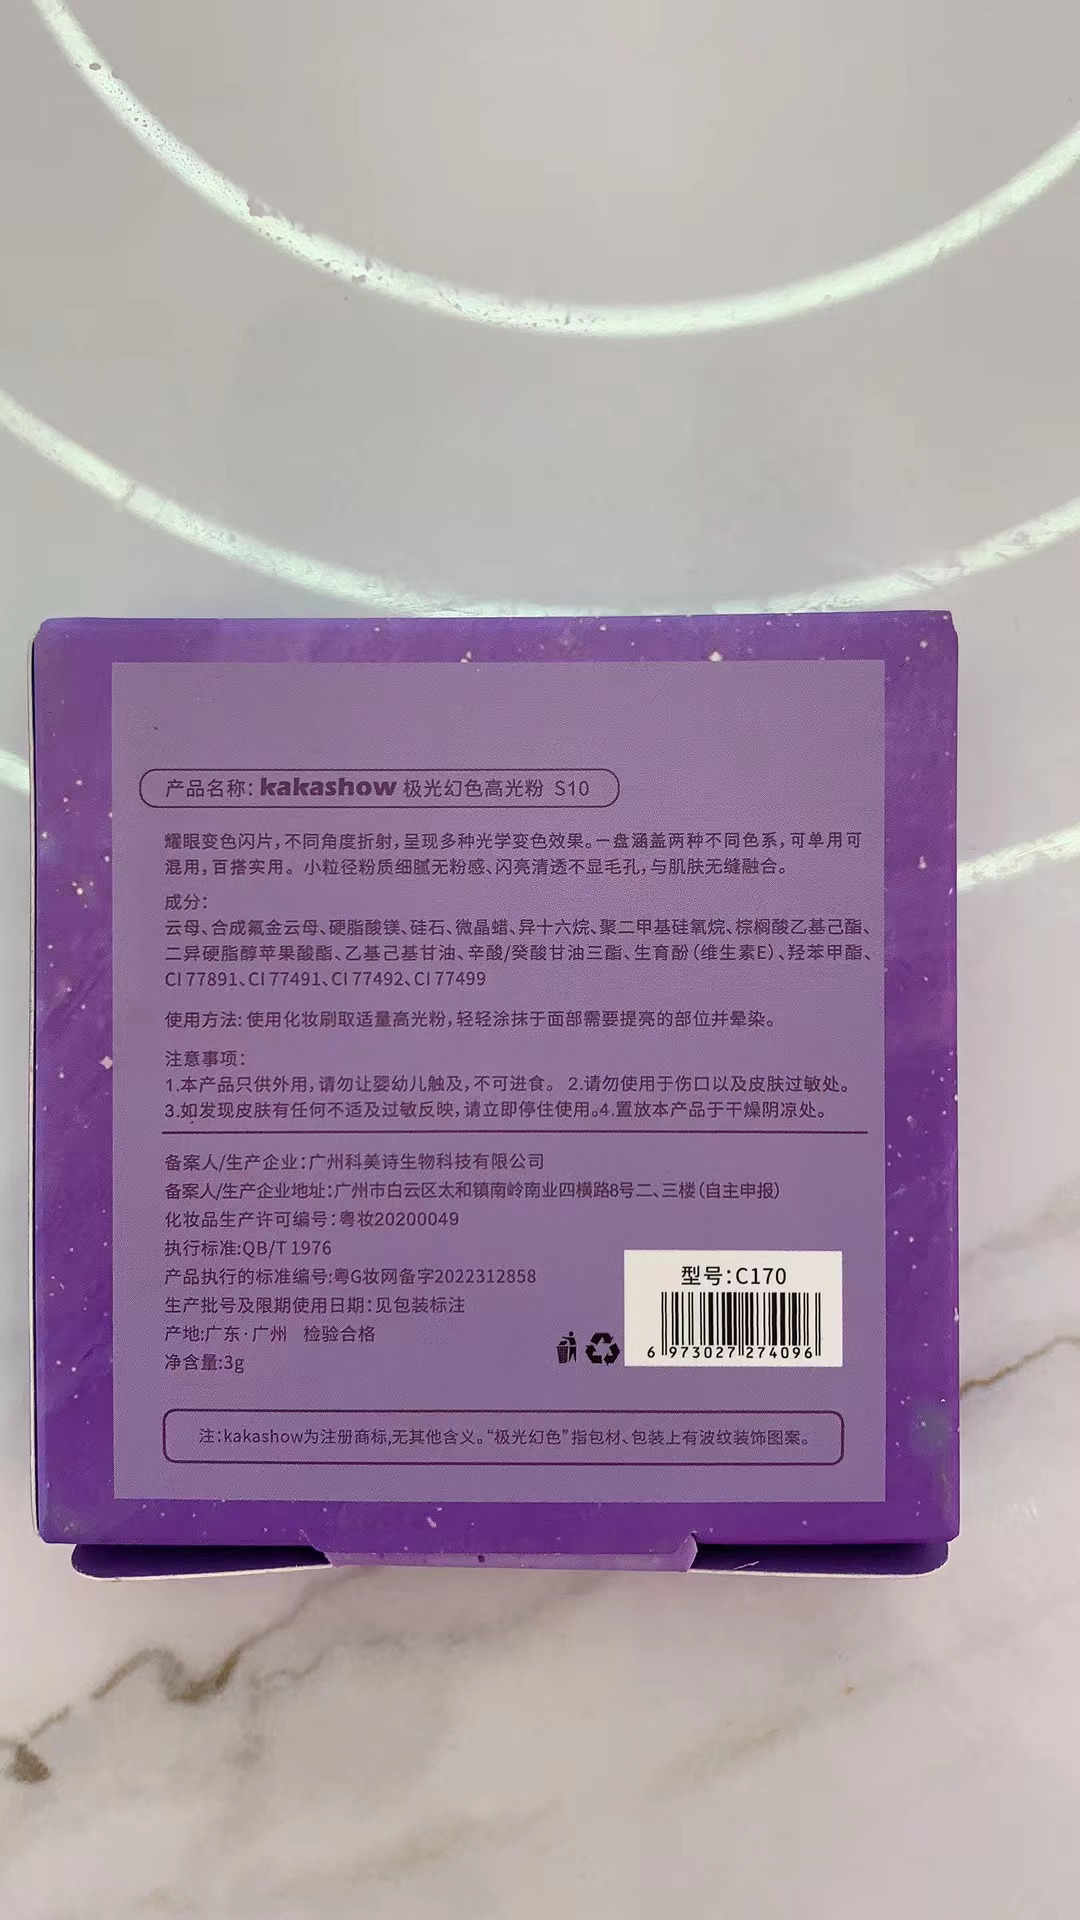 产品名称: kakashow 极光幻色高光粉 S10
耀眼变色闪片,不同角度折射,呈现多种光学变色效果。一盘涵盖两种不同色系,可单用可
混用,百搭实用。小粒径粉质细腻无粉感、闪亮清透不显毛孔,与肌肤无缝融合。
成分:
云母、合成氟金云母、硬脂酸镁、硅石、微晶蜡、异十六烷、聚二甲基硅氧烷、棕榈酸乙基己酯、
二异硬脂醇苹果酸酯、乙基己基甘油、辛酸/癸酸甘油三酯、生育酚(维生素E)、羟苯甲酯、
CI 77891、CI 77491、CI 77492、CI 77499
使用方法: 使用化妆刷取适量高光粉,轻轻涂抹于面部需要提亮的部位并晕染。
注意事项:
1.本产品只供外用,请勿让婴幼儿触及,不可进食。 2.请勿使用于伤口以及皮肤过敏处。
3.如发现皮肤有任何不适及过敏反映,请立即停住使用。4.置放本产品于干燥阴凉处。
备案人/生产企业:广州科美诗生物科技有限公司
备案人/生产企业地址:广州市白云区太和镇南岭南业四横路8号二、三楼(自主申报)
化妆品生产许可编号:粤妆20200049
执行标准:QB/T 1976
产品执行的标准编号:粤G妆网备字2022312858
生产批号及限期使用日期:见包装标注
产地:广东·广州 检验合格
净含量:3g
型号:C170
6 973027 274096
注:kakashow为注册商标,无其他含义。“极光幻色”指包材、包装上有波纹装饰图案。